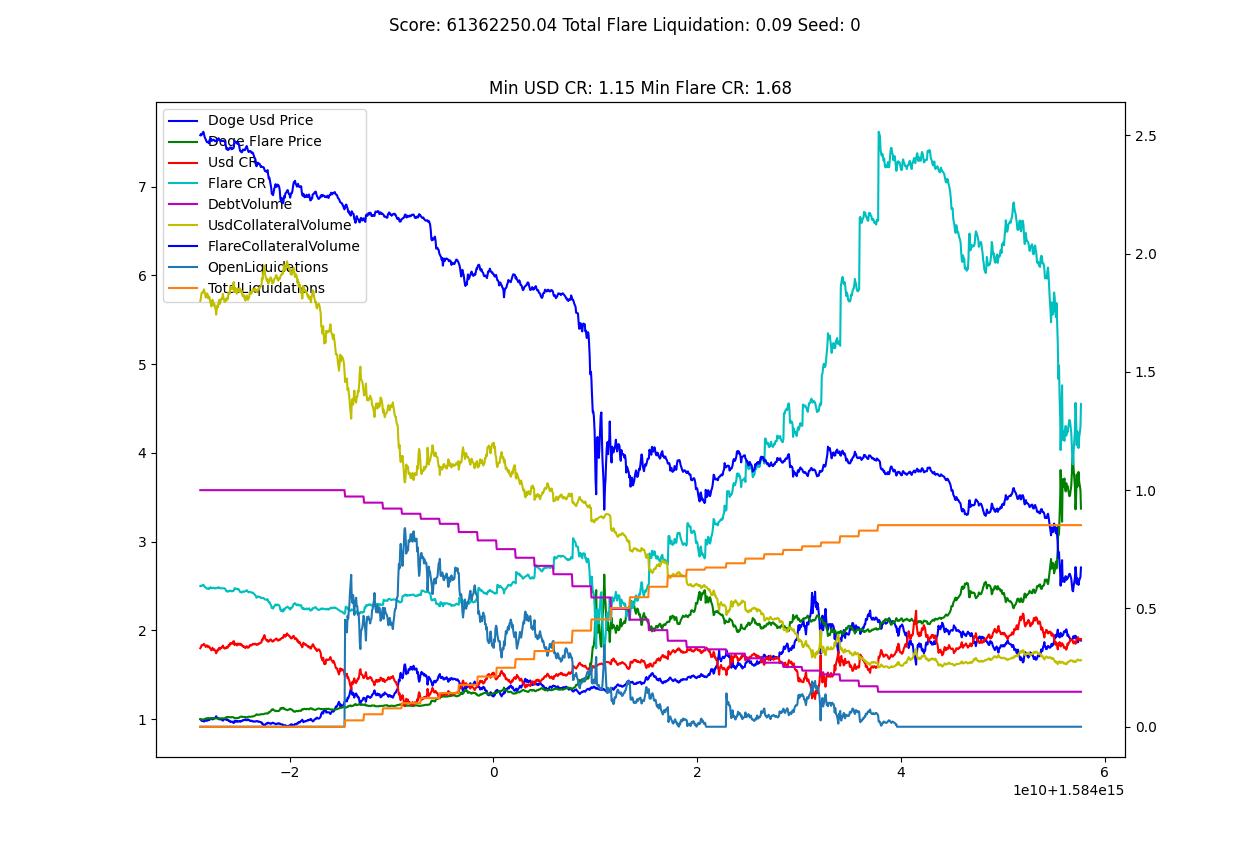 Score: 61362250.04 Total Flare Liquidation: 0.09 Seed: 0
Min USD CR: 1.15 Min Flare CR: 1.68
Doge Usd Price
Doge Flare Price
Usd CR
Flare CR
DebtVolume
UsdCollateralVolume
FlareCollateralVolume
OpenLiquidations
TotalLiquidations
7
6
5
4
3
2
1
2.5
2.0
1.5
1.0
0.5
0.0
−2
0
2
4
6
1e10+1.584e15